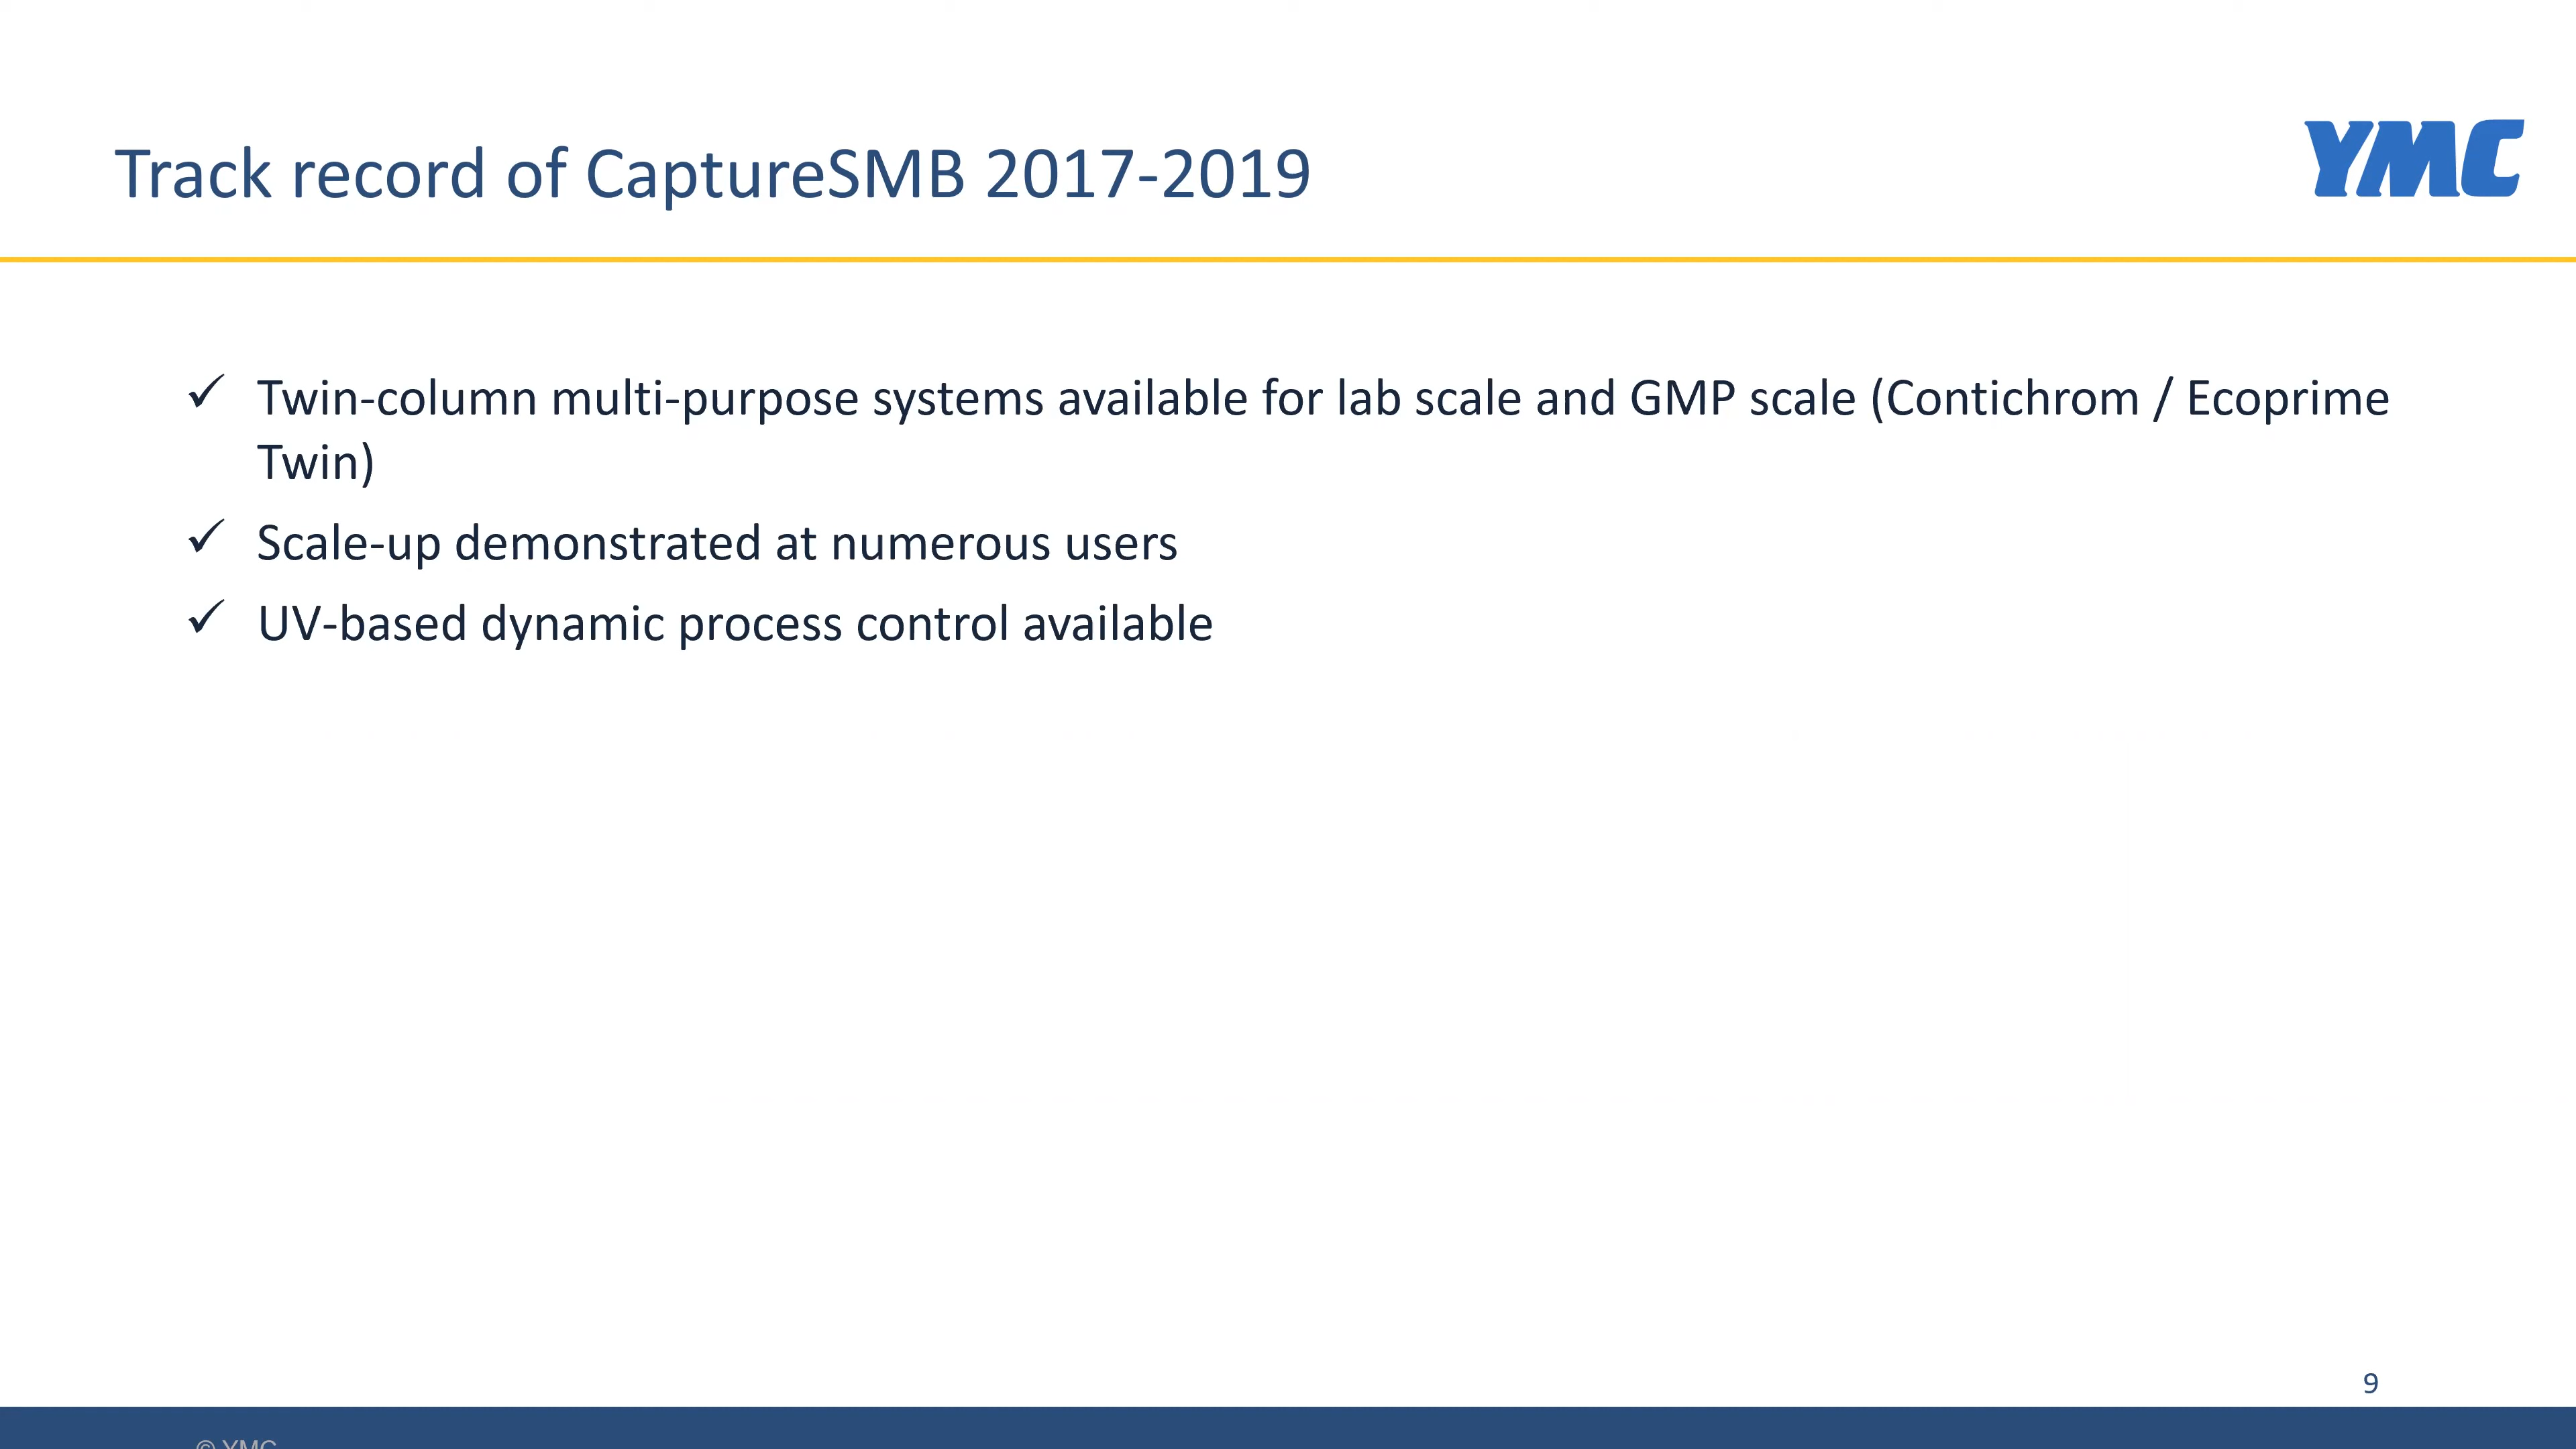 Track record of CaptureSMB 2017-2019
YMC
✓ Twin-column multi-purpose systems available for lab scale and GMP scale (Contichrom / Ecoprime
Twin)
✓ Scale-up demonstrated at numerous users
✓ UV-based dynamic process control available
9
© YMC